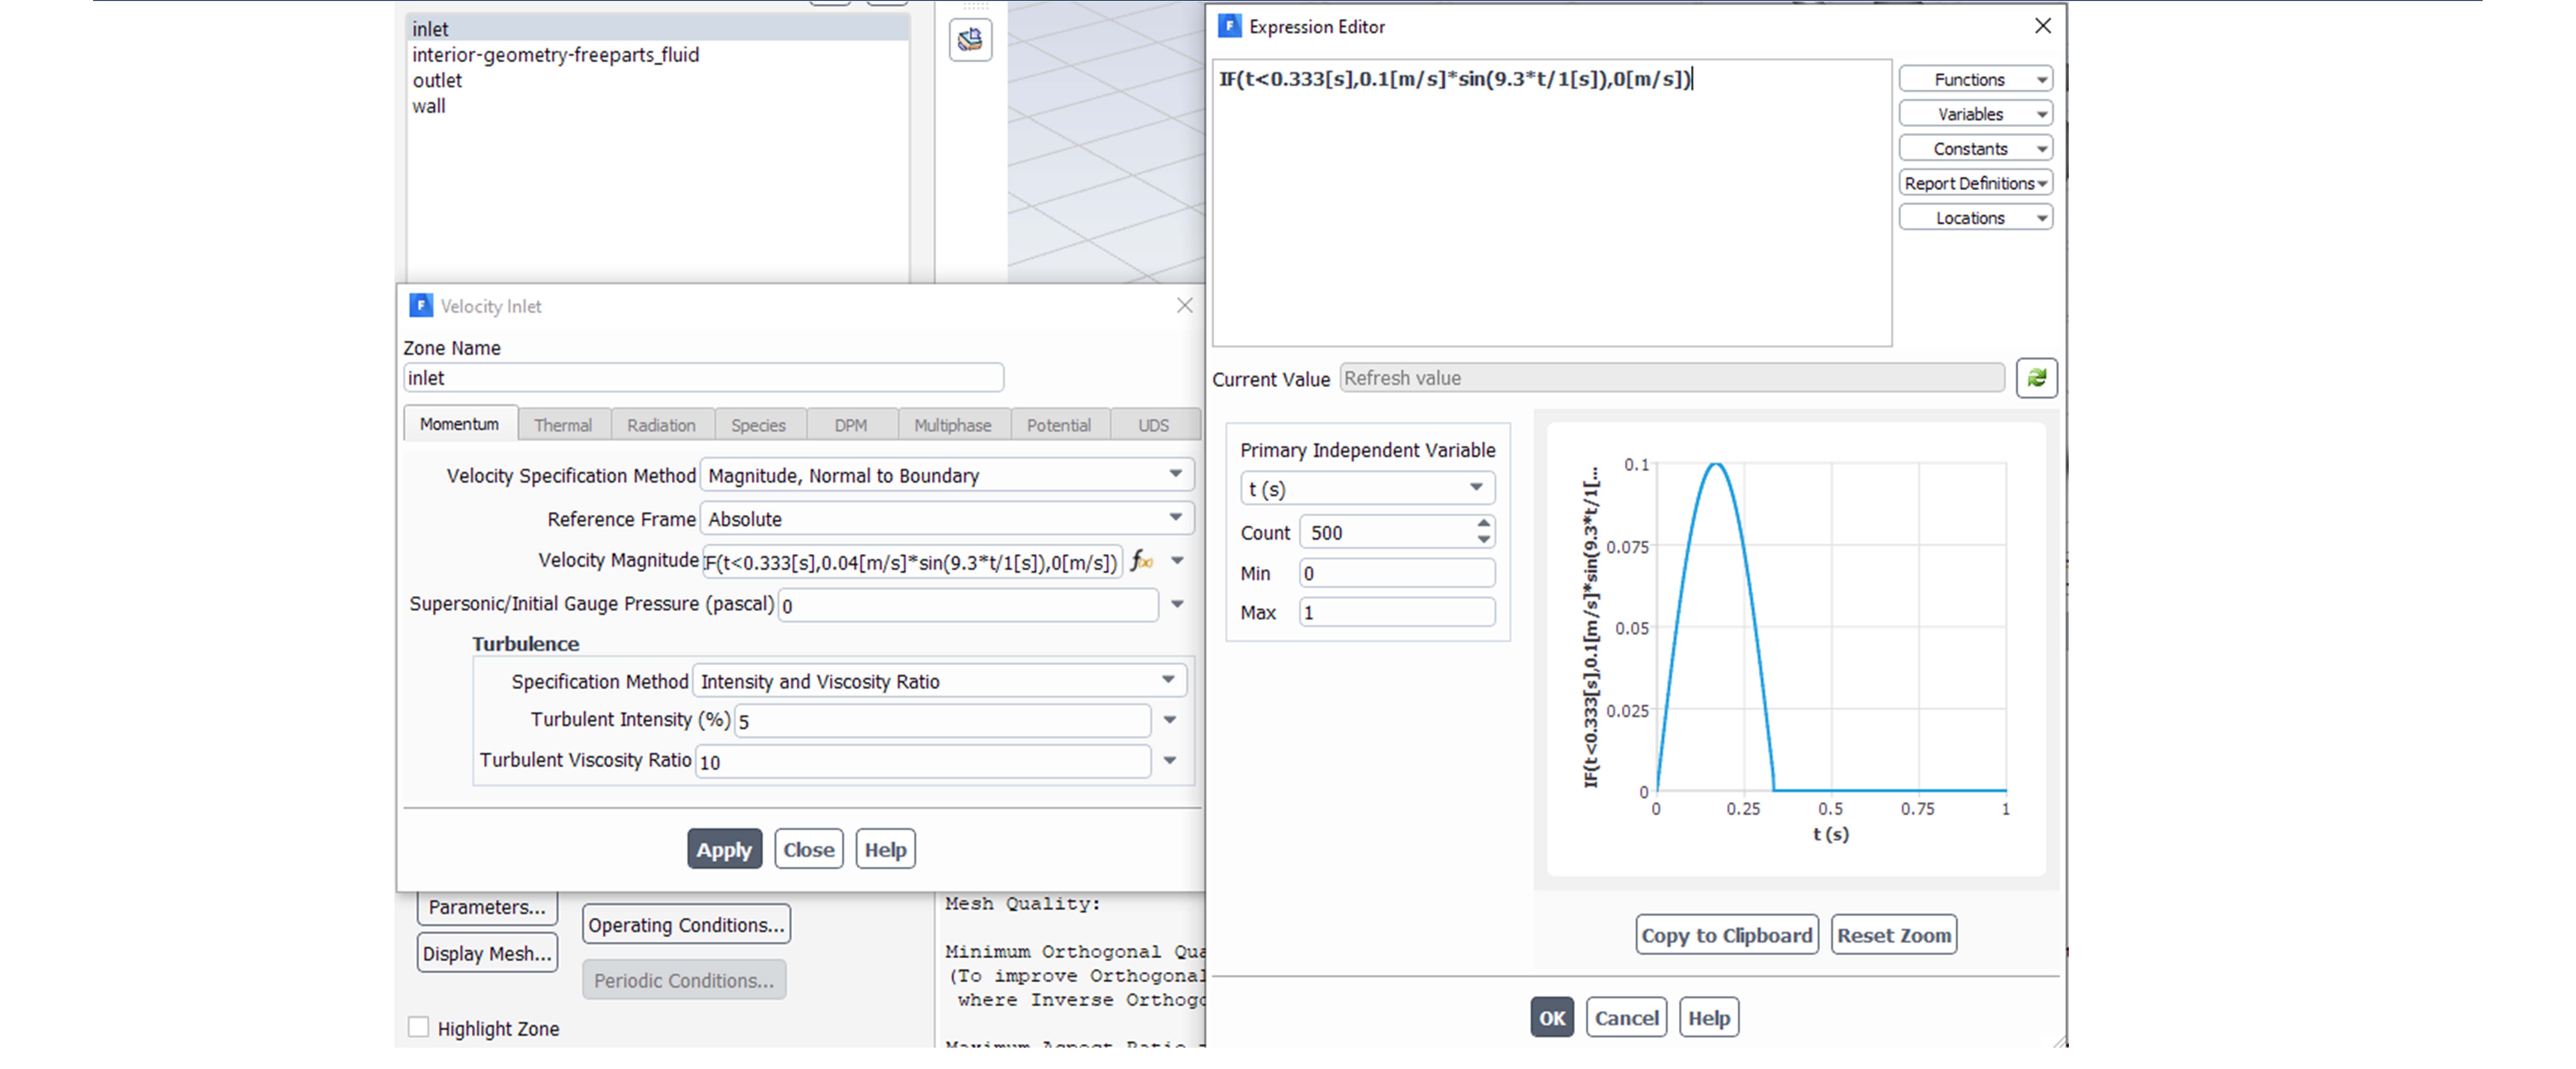 inlet
interior-geometry-freeparts_fluid
outlet
wall
Velocity Inlet
Zone Name
inlet
Momentum Thermal Radiation Species DPM Multiphase Potential UDS
Velocity Specification Method Magnitude, Normal to Boundary
Reference Frame Absolute
Velocity Magnitude IF(t<0.333[s],0.04[m/s]*sin(9.3*t/1[s]),0[m/s])
Supersonic/Initial Gauge Pressure (pascal) 0
Turbulence
Specification Method Intensity and Viscosity Ratio
Turbulent Intensity (%) 5
Turbulent Viscosity Ratio 10
Apply Close Help
Parameters...
Operating Conditions...
Display Mesh...
Periodic Conditions...
Highlight Zone
Mesh Quality:
Minimum Orthogonal Qua
(To improve Orthogonal
where Inverse Orthogo
Maximum Aspect Ratio =
Expression Editor
IF(t<0.333[s],0.1[m/s]*sin(9.3*t/1[s]),0[m/s])
Functions
Variables
Constants
Report Definitions
Locations
Current Value Refresh value
Primary Independent Variable
t (s)
Count 500
Min 0
Max 1
IF(t<0.333[s],0.1[m/s]*sin(9.3*t/1[...
0.1
0.075
0.05
0.025
0
0 0.25 0.5 0.75 1
t (s)
Copy to Clipboard Reset Zoom
OK Cancel Help